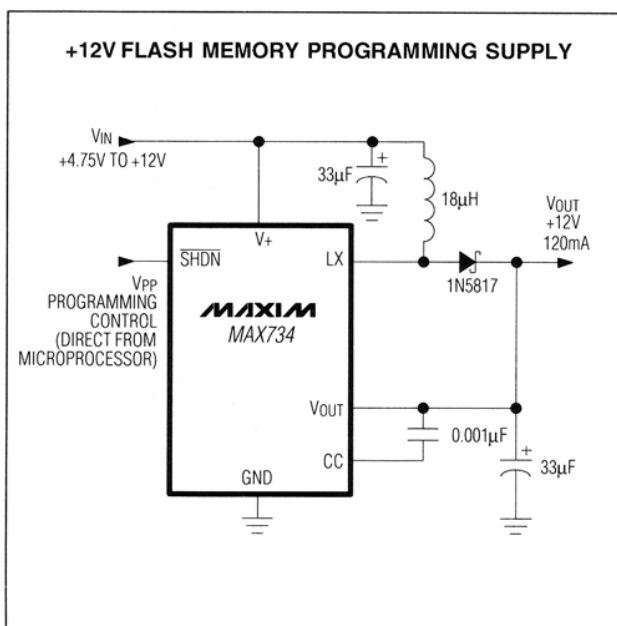 +12V FLASH MEMORY PROGRAMMING SUPPLY
VIN
+4.75V TO +12V
33µF
+
18µH
VOUT
+12V
120mA
V+
SHDN
LX
1N5817
VPP
PROGRAMMING
CONTROL
(DIRECT FROM
MICROPROCESSOR)
MAXIM
MAX734
VOUT
0.001µF
CC
+
33µF
GND